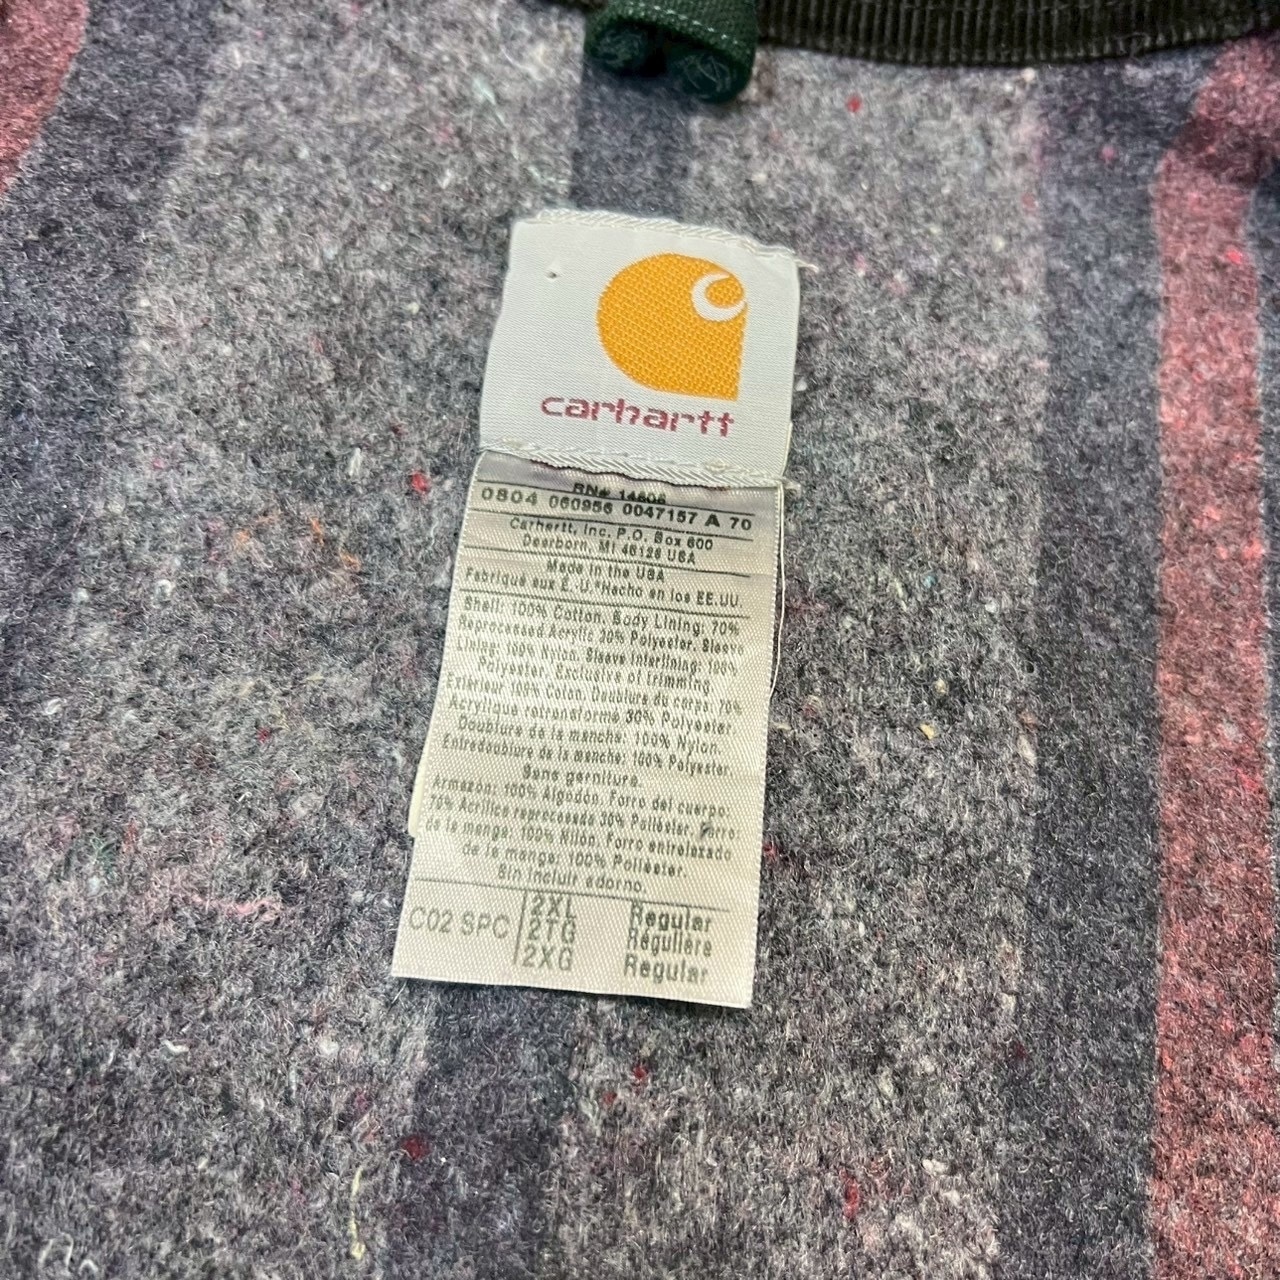 carhartt
RN# 14806
0804 060956 0047157 A 70
Carhartt, Inc. P.O. Box 600
Dearborn, MI 48126 USA
Made in the USA
Fabriqué aux É.-U. *Hecho en los EE.UU.
Shell: 100% Cotton. Body Lining: 70%
Reprocessed Acrylic 30% Polyester. Sleeve
Lining: 100% Nylon. Sleeve Interlining: 100%
Polyester. Exclusive of trimming.
Extérieur 100% Coton. Doublure du corps: 70%
Acrylique retransformé 30% Polyester
Doublure de la manche: 100% Nylon.
Entredoublure de la manche: 100% Polyester.
Sans garniture.
Armazón: 100% Algodón. Forro del cuerpo:
70% Acrílico reprocesada 30% Poliéster. Forro:
de la manga: 100% Nilón. Forro entrelazado
de la manga: 100% Poliéster.
Sin incluir adorno.
C02 SPC 2XL Regular
2TG Régulière
2XG Regular